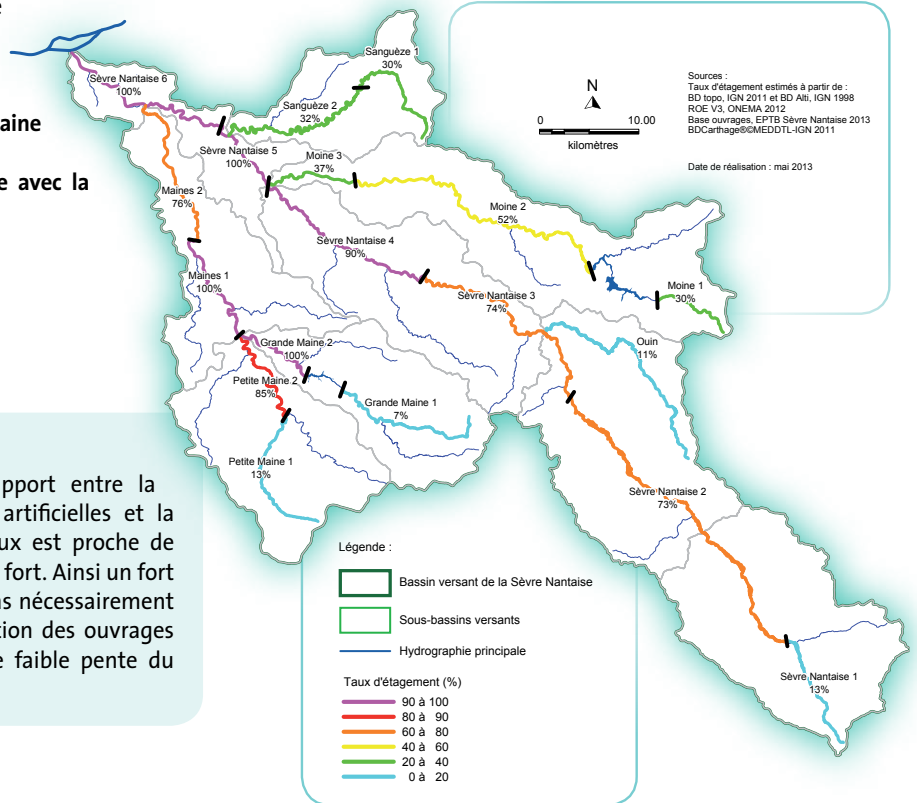 e
aine
e avec la
pport entre la
artificielles et la
ux est proche de
fort. Ainsi un fort
s nécessairement
tion des ouvrages
e faible pente du
Sèvre Nantaise 6
100%
Sanguèze 1
30%
Sanguèze 2
32%
Sèvre Nantaise 5
100%
Moine 3
37%
Maines 2
76%
Moine 2
52%
Sèvre Nantaise 4
90%
Maines 1
100%
Sèvre Nantaise 3
74%
Moine 1
30%
Grande Maine 2
100%
Ouin
11%
Petite Maine 2
85%
Grande Maine 1
7%
Petite Maine 1
13%
Sèvre Nantaise 2
73%
Sèvre Nantaise 1
13%
N
0 10.00
kilomètres
Sources :
Taux d'étagement estimés à partir de :
BD topo, IGN 2011 et BD Alti, IGN 1998
ROE V3, ONEMA 2012
Base ouvrages, EPTB Sèvre Nantaise 2013
BDCarthage®©MEDDTL-IGN 2011
Date de réalisation : mai 2013
Légende :
Bassin versant de la Sèvre Nantaise
Sous-bassins versants
Hydrographie principale
Taux d'étagement (%)
90 à 100
80 à 90
60 à 80
40 à 60
20 à 40
0 à 20